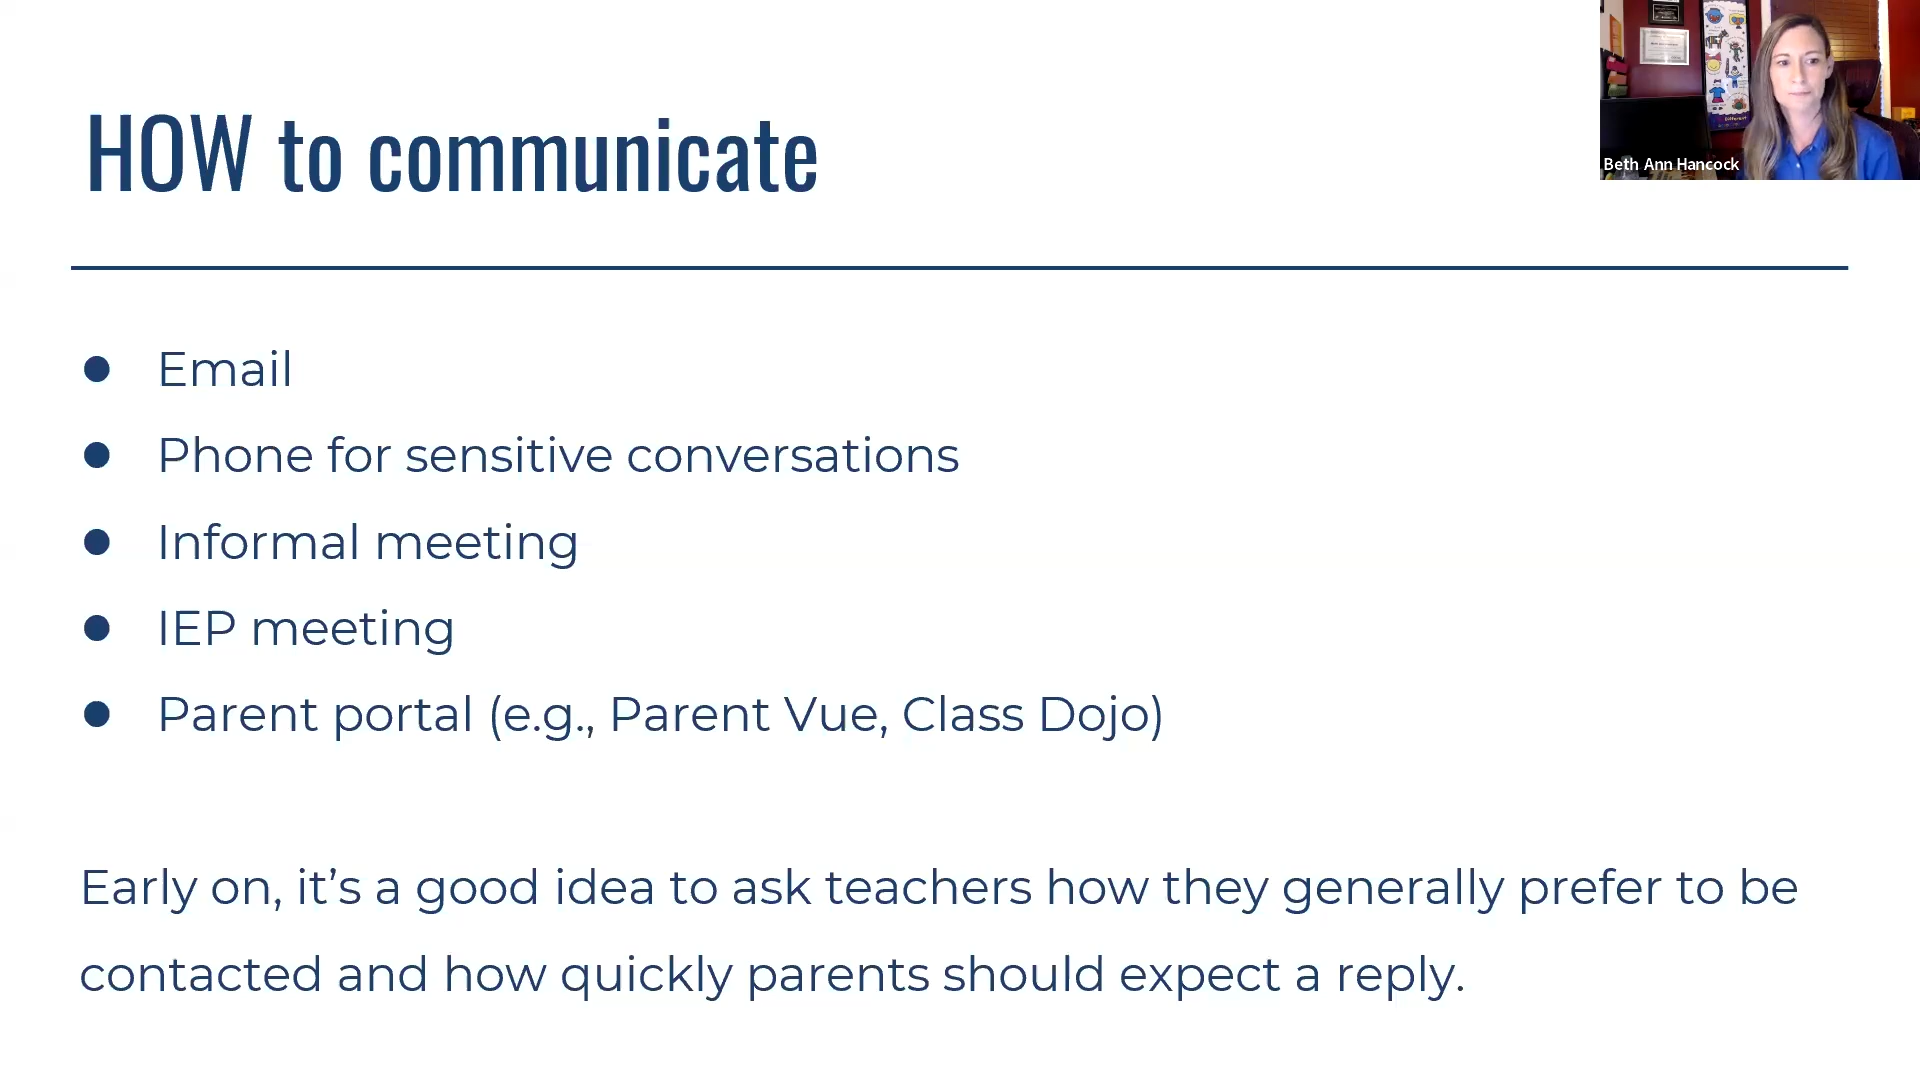 HOW to communicate
Beth Ann Hancock
● Email
● Phone for sensitive conversations
● Informal meeting
● IEP meeting
● Parent portal (e.g., Parent Vue, Class Dojo)
Early on, it’s a good idea to ask teachers how they generally prefer to be
contacted and how quickly parents should expect a reply.